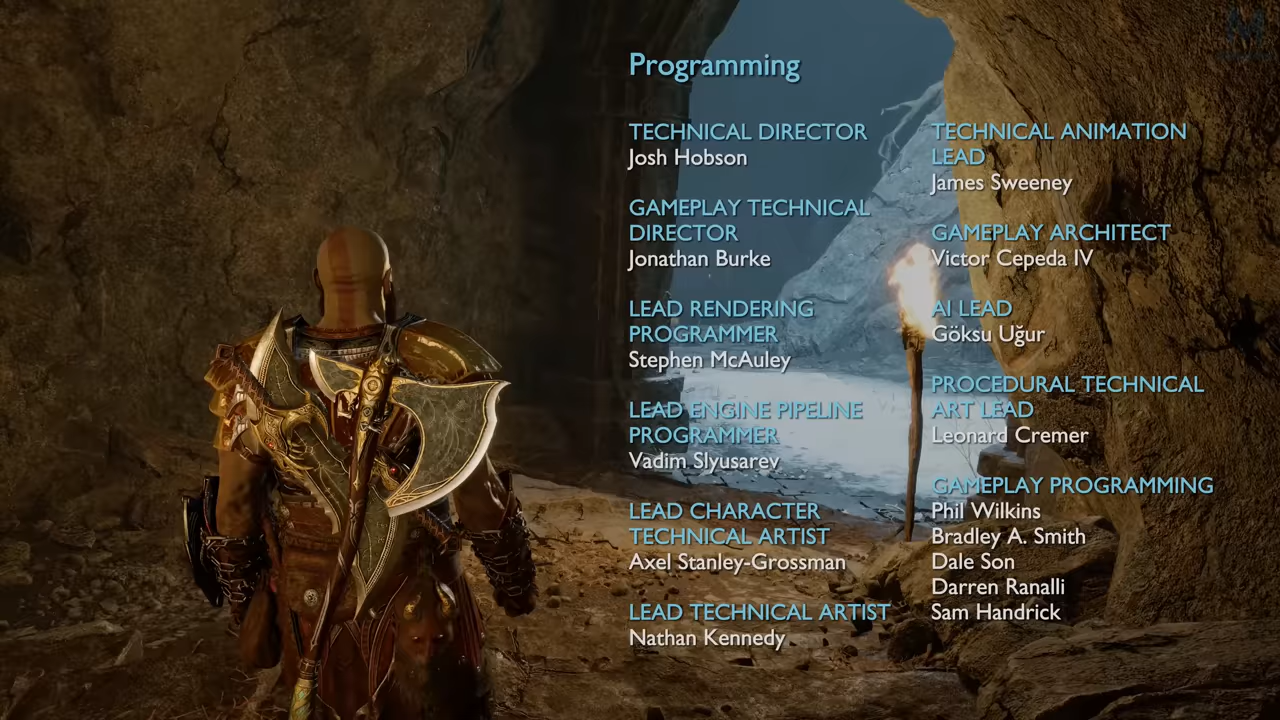 Programming
TECHNICAL DIRECTOR
Josh Hobson
GAMEPLAY TECHNICAL
DIRECTOR
Jonathan Burke
LEAD RENDERING
PROGRAMMER
Stephen McAuley
LEAD ENGINE PIPELINE
PROGRAMMER
Vadim Slyusarev
LEAD CHARACTER
TECHNICAL ARTIST
Axel Stanley-Grossman
LEAD TECHNICAL ARTIST
Nathan Kennedy
TECHNICAL ANIMATION
LEAD
James Sweeney
GAMEPLAY ARCHITECT
Victor Cepeda IV
AI LEAD
Göksu Uğur
PROCEDURAL TECHNICAL
ART LEAD
Leonard Cremer
GAMEPLAY PROGRAMMING
Phil Wilkins
Bradley A. Smith
Dale Son
Darren Ranalli
Sam Handrick